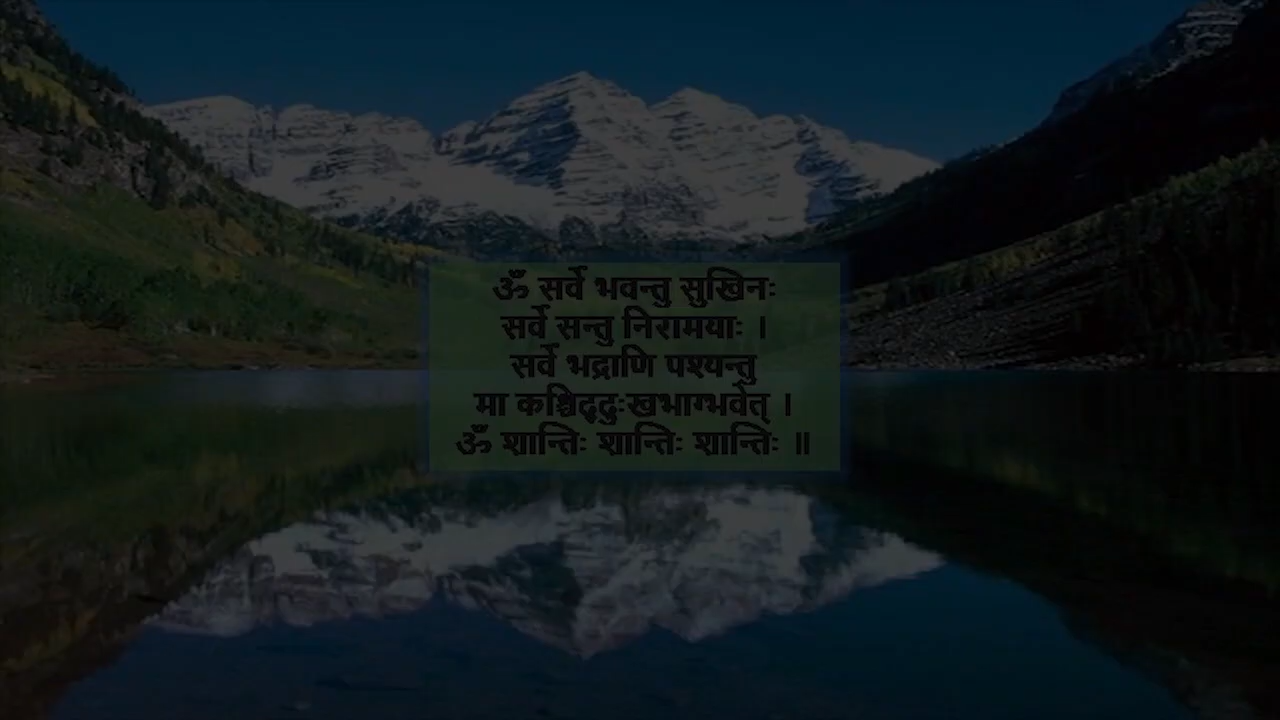 ॐ सर्वे भवन्तु सुखिनः
सर्वे सन्तु निरामयाः ।
सर्वे भद्राणि पश्यन्तु
मा कश्चिद्दुःखभाग्भवेत् ।
ॐ शान्तिः शान्तिः शान्तिः ॥